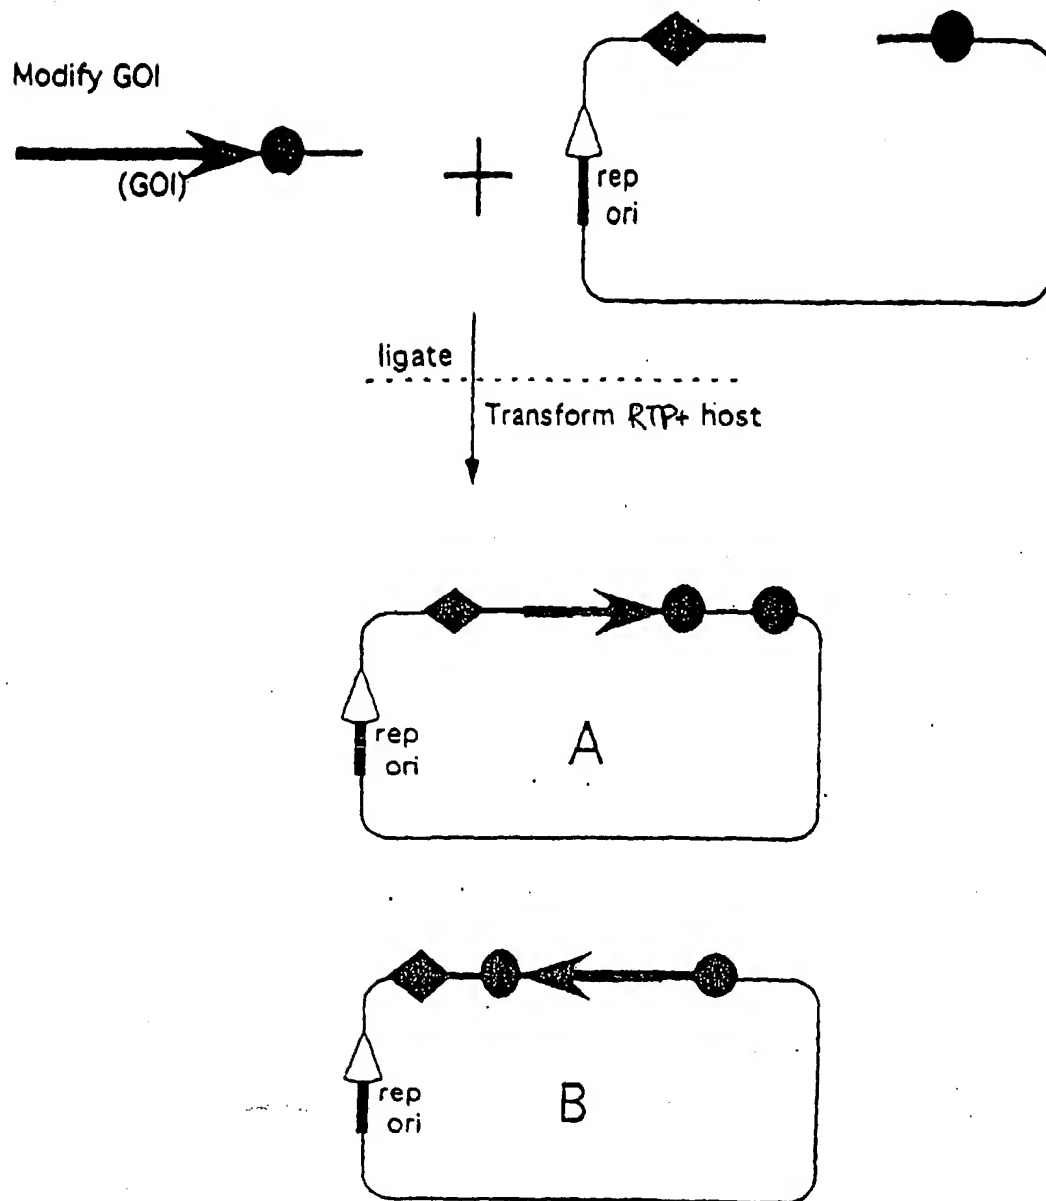 Modify GOI
(GOI)
rep
ori
ligate
Transform RTP+ host
rep
ori
A
rep
ori
B